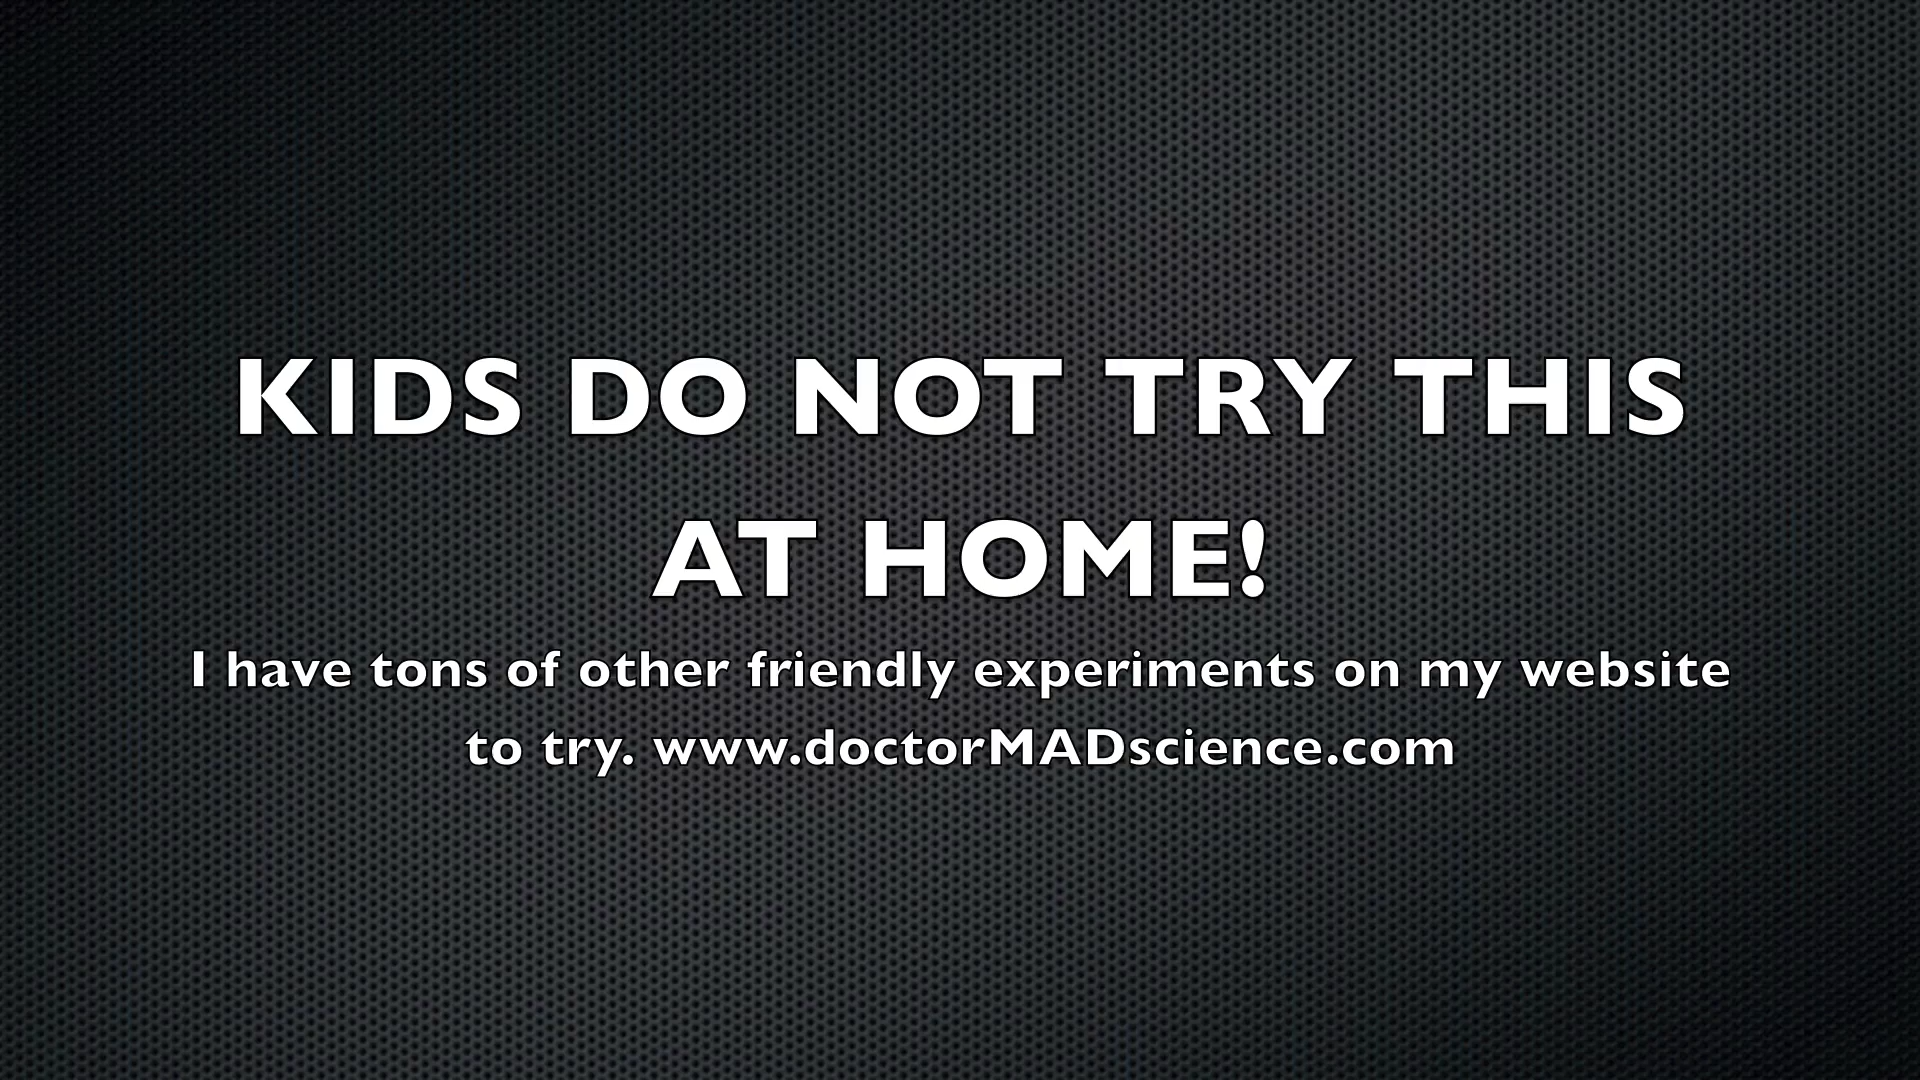 KIDS DO NOT TRY THIS
AT HOME!
I have tons of other friendly experiments on my website
to try. www.doctorMADscience.com